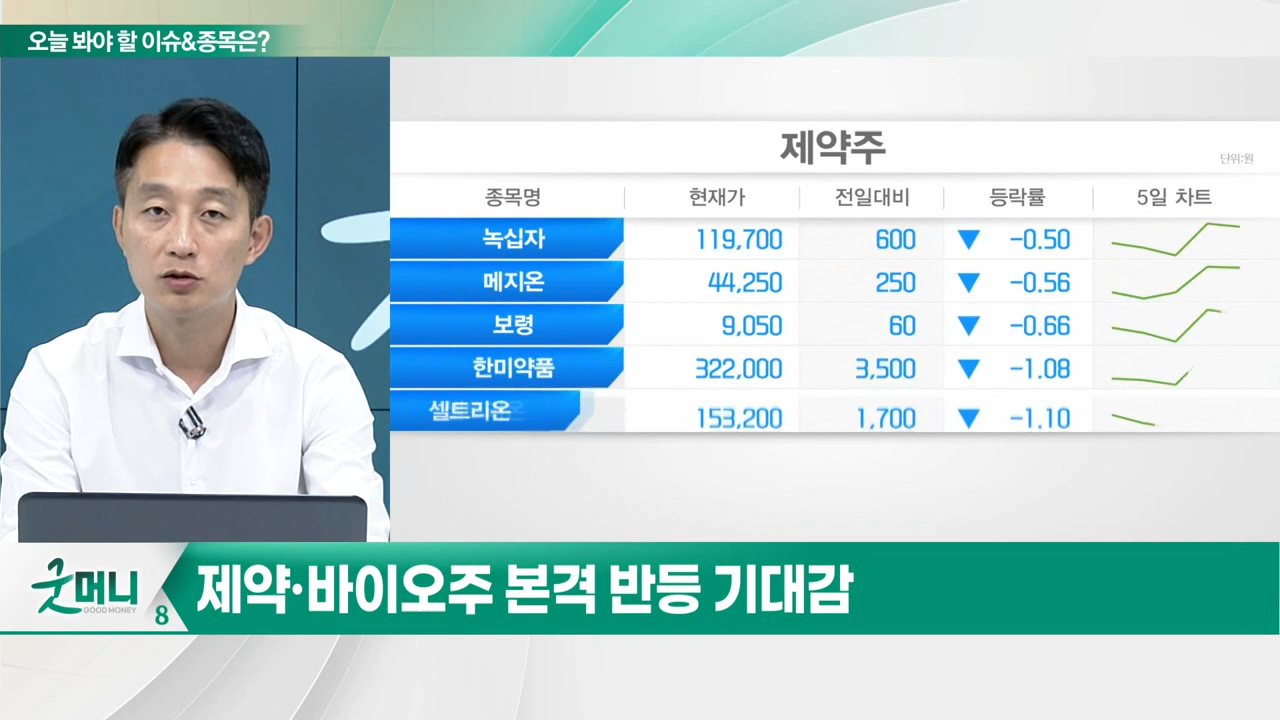 오늘 봐야 할 이슈&종목은?
제약주
단위:원
종목명 현재가 전일대비 등락률 5일 차트
녹십자 119,700 600 ▼ -0.50
메지온 44,250 250 ▼ -0.56
보령 9,050 60 ▼ -0.66
한미약품 322,000 3,500 ▼ -1.08
셀트리온 153,200 1,700 ▼ -1.10
굿머니
GOOD MONEY
8
제약·바이오주 본격 반등 기대감